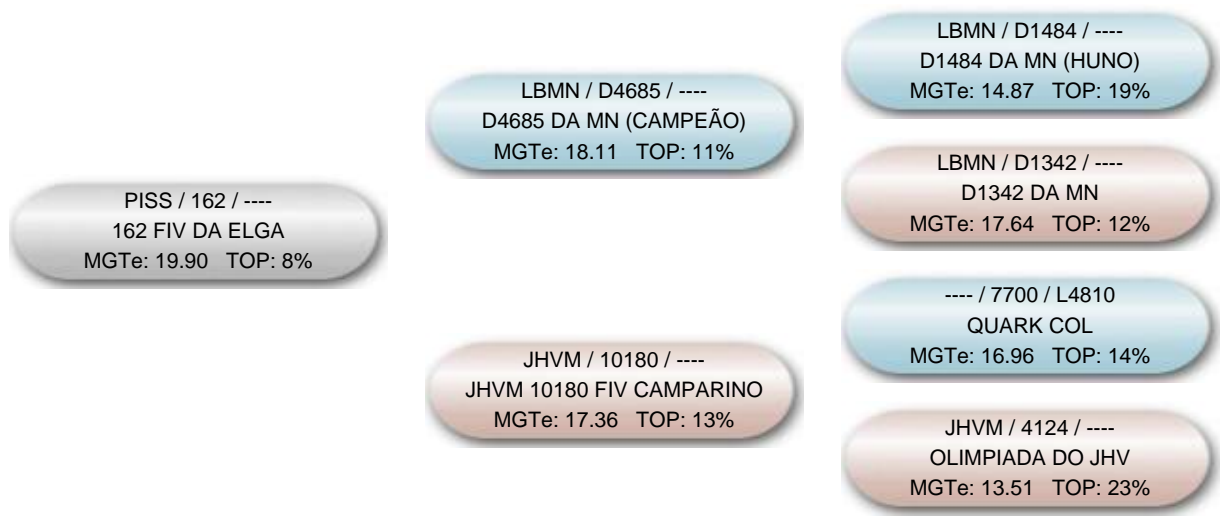 PISS / 162 / ----
162 FIV DA ELGA
MGTe: 19.90 TOP: 8%
LBMN / D4685 / ----
D4685 DA MN (CAMPEÃO)
MGTe: 18.11 TOP: 11%
JHVM / 10180 / ----
JHVM 10180 FIV CAMPARINO
MGTe: 17.36 TOP: 13%
LBMN / D1484 / ----
D1484 DA MN (HUNO)
MGTe: 14.87 TOP: 19%
LBMN / D1342 / ----
D1342 DA MN
MGTe: 17.64 TOP: 12%
---- / 7700 / L4810
QUARK COL
MGTe: 16.96 TOP: 14%
JHVM / 4124 / ----
OLIMPIADA DO JHV
MGTe: 13.51 TOP: 23%